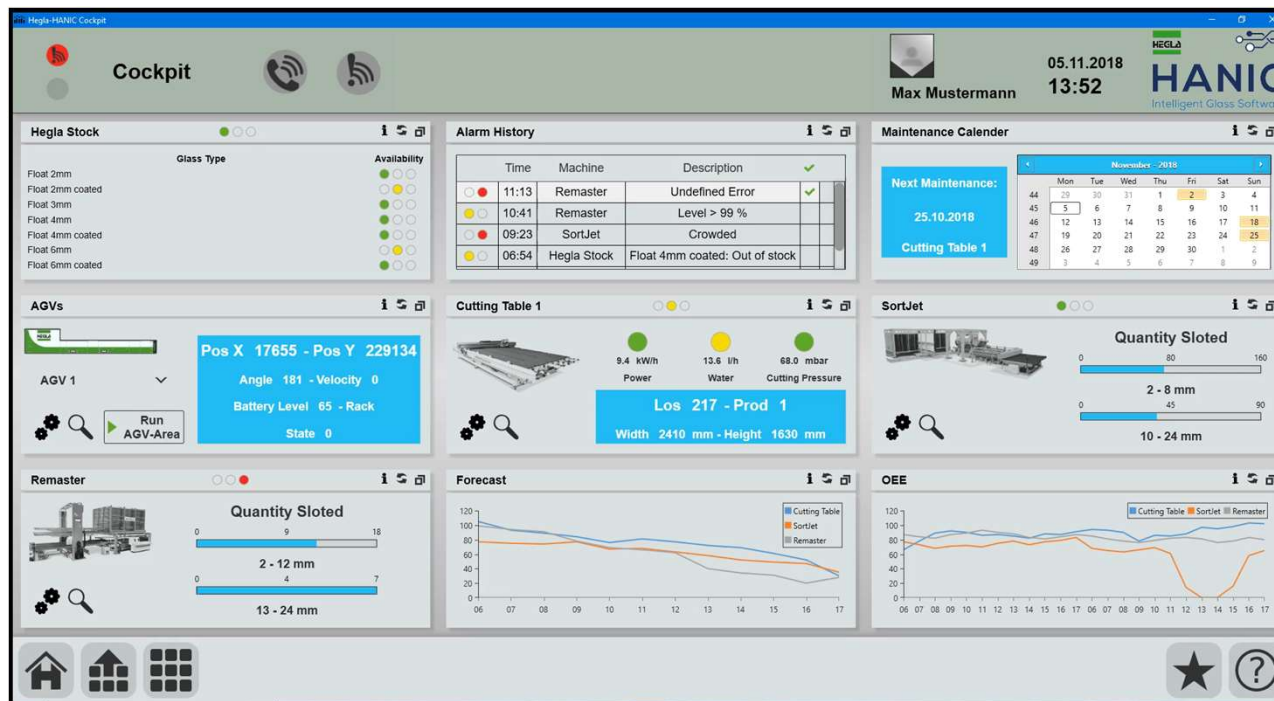 Hegla-HANIC Cockpit
Cockpit
Max Mustermann
05.11.2018
13:52
HEGLA
HANIC
Intelligent Glass Softwar
Hegla Stock
Glass Type Availability
Float 2mm
Float 2mm coated
Float 3mm
Float 4mm
Float 4mm coated
Float 6mm
Float 6mm coated
Alarm History
Time Machine Description
11:13 Remaster Undefined Error
10:41 Remaster Level > 99 %
09:23 SortJet Crowded
06:54 Hegla Stock Float 4mm coated: Out of stock
Maintenance Calender
Next Maintenance:
25.10.2018
Cutting Table 1
November - 2018
Mon Tue Wed Thu Fri Sat Sun
44 29 30 31 1 2 3 4
45 5 6 7 8 9 10 11
46 12 13 14 15 16 17 18
47 19 20 21 22 23 24 25
48 26 27 28 29 30 1 2
49 3 4 5 6 7 8 9
AGVs
HEGLA
AGV 1
Run
AGV-Area
Pos X 17655 - Pos Y 229134
Angle 181 - Velocity 0
Battery Level 65 - Rack
State 0
Cutting Table 1
9.4 kW/h 13.6 l/h 68.0 mbar
Power Water Cutting Pressure
Los 217 - Prod 1
Width 2410 mm - Height 1630 mm
SortJet
Quantity Sloted
0 80 160
2 - 8 mm
0 45 90
10 - 24 mm
Remaster
Quantity Sloted
0 9 18
2 - 12 mm
0 4 7
13 - 24 mm
Forecast
Cutting Table
SortJet
Remaster
120
100
80
60
40
20
0
06 07 08 09 10 11 12 13 14 15 16 17
OEE
Cutting Table SortJet Remaster
120
100
80
60
40
20
0
06 07 08 09 10 11 12 13 14 15 16 17 06 07 08 09 10 11 12 13 14 15 16 17